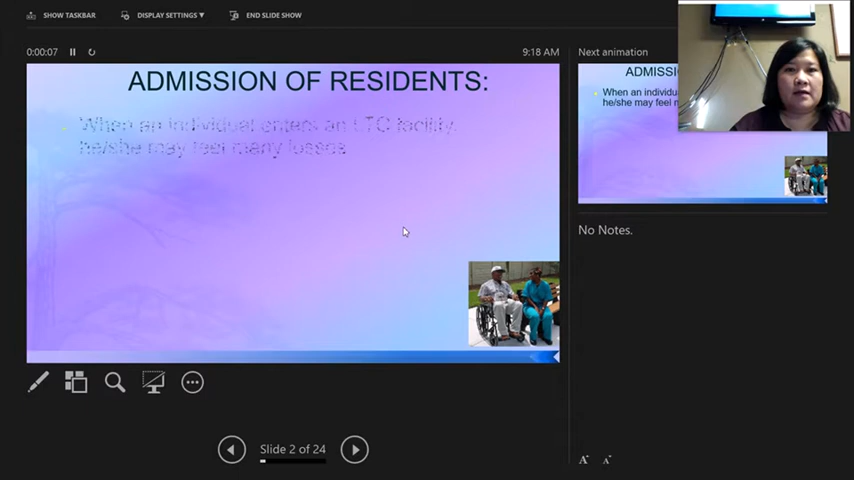 SHOW TASKBAR
DISPLAY SETTINGS ▼
END SLIDE SHOW
0:00:07
9:18 AM
Next animation
ADMISSION OF RESIDENTS:
When an individual enters an LTC facility,
he/she may feel many losses
ADMISSI
When an individua
he/she may feel m
No Notes.
Slide 2 of 24
A A